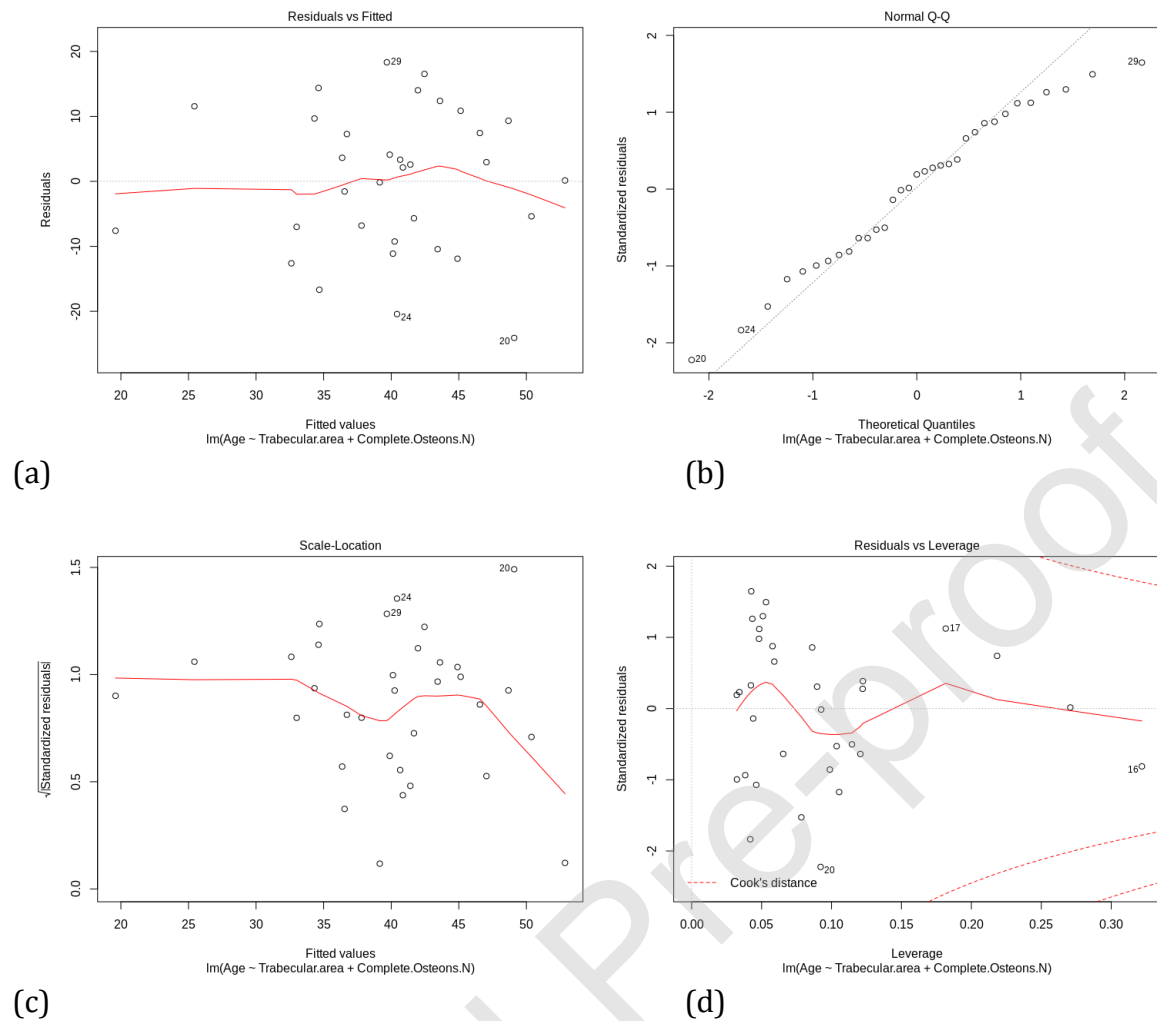 Residuals vs Fitted
Residuals
20
10
0
-10
-20
29
24
20
20 25 30 35 40 45 50
Fitted values
lm(Age ~ Trabecular.area + Complete.Osteons.N)
(a)
Normal Q-Q
Standardized residuals
2
1
0
-1
-2
29
24
20
-2 -1 0 1 2
Theoretical Quantiles
lm(Age ~ Trabecular.area + Complete.Osteons.N)
(b)
Scale-Location
√|Standardized residuals|
1.5
1.0
0.5
0.0
20
24
29
20 25 30 35 40 45 50
Fitted values
lm(Age ~ Trabecular.area + Complete.Osteons.N)
(c)
Residuals vs Leverage
Standardized residuals
2
1
0
-1
-2
17
16
20
Cook's distance
0.00 0.05 0.10 0.15 0.20 0.25 0.30
Leverage
lm(Age ~ Trabecular.area + Complete.Osteons.N)
(d)
Pre-proof